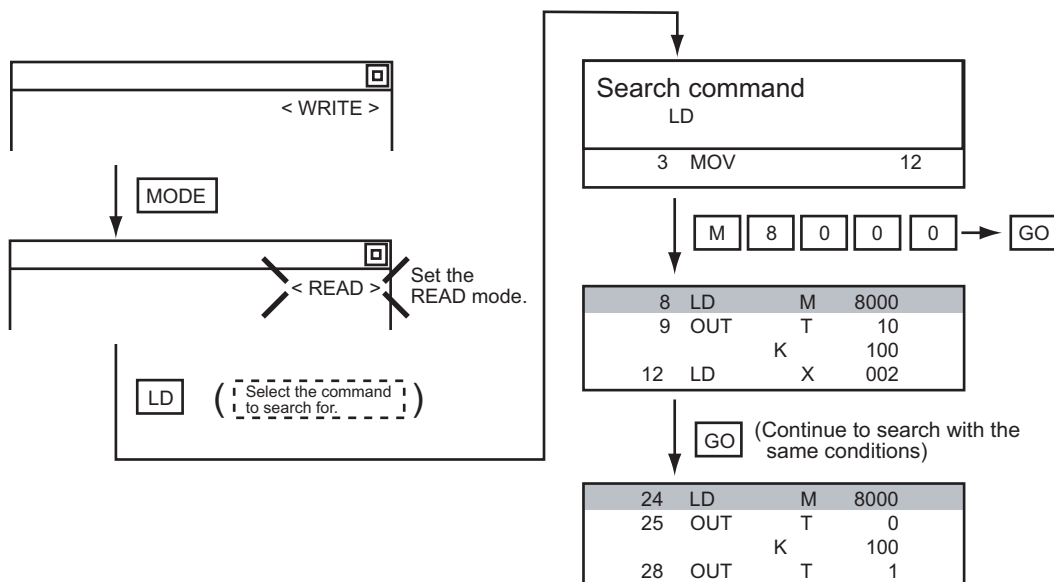 < WRITE >
MODE
< READ >
Set the
READ mode.
LD
( Select the command
to search for. )
Search command
LD
3 MOV 12
M 8 0 0 0 GO
8 LD M 8000
9 OUT T 10
K 100
12 LD X 002
GO
(Continue to search with the
same conditions)
24 LD M 8000
25 OUT T 0
K 100
28 OUT T 1